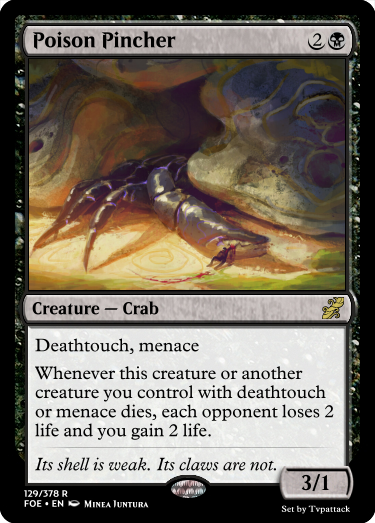 Poison Pincher 2
Creature — Crab
Deathtouch, menace
Whenever this creature or another
creature you control with deathtouch
or menace dies, each opponent loses 2
life and you gain 2 life.
Its shell is weak. Its claws are not.
3/1
129/378 R
FOE • EN Minea Juntura
Set by Tvpattack